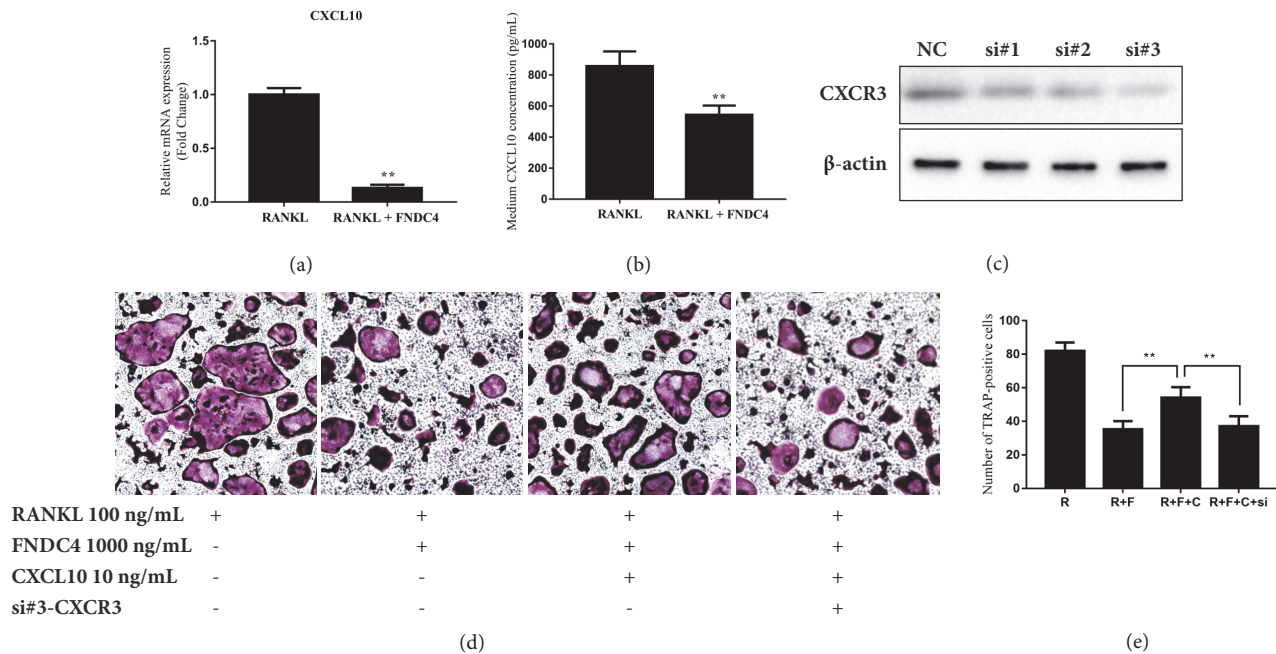 CXCL10
Relative mRNA expression
(Fold Change)
1.5
1.0
0.5
0.0
**
RANKL
RANKL + FNDC4
(a)
Medium CXCL10 concentration (pg/mL)
1000
800
600
400
200
0
**
RANKL
RANKL + FNDC4
(b)
NC si#1 si#2 si#3
CXCR3
β-actin
(c)
RANKL 100 ng/mL + + + +
FNDC4 1000 ng/mL - + + +
CXCL10 10 ng/mL - - + +
si#3-CXCR3 - - - +
(d)
Number of TRAP-positive cells
100
80
60
40
20
0
** **
R R+F R+F+C R+F+C+si
(e)